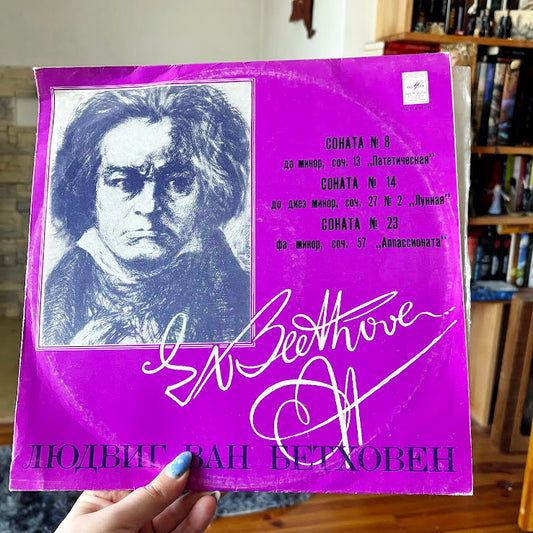 СОНАТА № 8
до минор, соч. 13 „Патетическая“
СОНАТА № 14
до диез минор, соч. 27 № 2 „Лунная“
СОНАТА № 23
фа минор, соч. 57 „Аппассионата“
Beethoven
ЛЮДВИГ ВАН БЕТХОВЕН